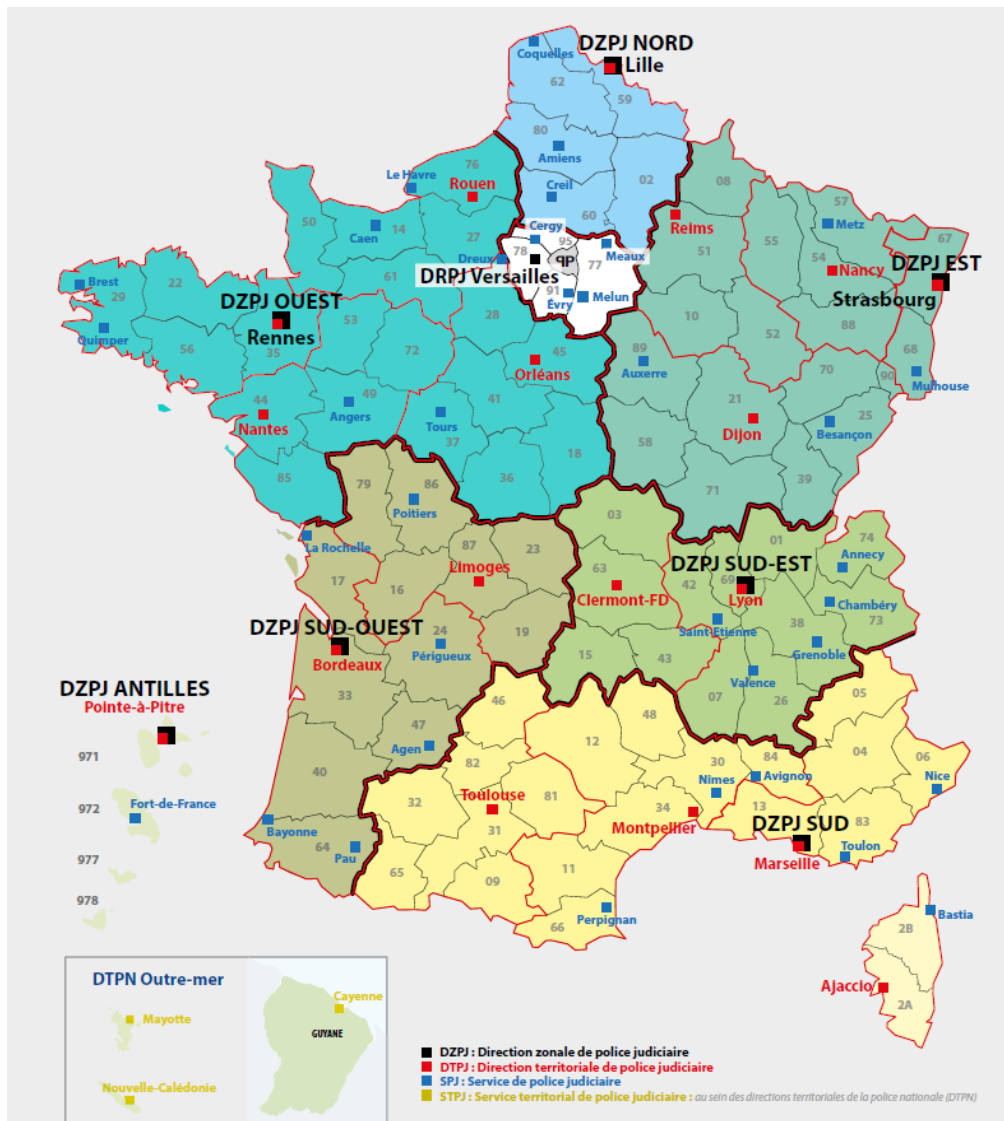 DZPJ NORD
Coquelles
Lille
62
59
80
Amiens
76
Le Havre
Rouen
Creil
02
08
57
60
Reims
Metz
50
Caen
14
27
Cergy
95
67
78
PP
Meaux
51
55
54
Nancy
DZPJ EST
Dreux
DRPJ Versailles
77
Strasbourg
61
91
Évry
Melun
Brest
29
22
DZPJ OUEST
Rennes
28
10
52
88
53
Quimper
35
56
72
45
Orléans
89
Auxerre
68
70
90
Mulhouse
44
Nantes
49
Angers
41
Tours
37
21
Dijon
25
Besançon
58
18
85
36
79
86
Poitiers
71
39
03
01
74
La Rochelle
87
23
DZPJ SUD-EST
Annecy
17
16
Limoges
63
Clermont-FD
42
69
Lyon
Chambéry
DZPJ SUD-OUEST
24
Périgueux
19
Saint-Etienne
38
73
Bordeaux
15
43
Grenoble
Valence
DZPJ ANTILLES
Pointe-à-Pitre
33
46
48
07
26
05
971
47
Agen
12
04
06
40
82
30
84
Nîmes
Avignon
Nice
972
Fort-de-France
32
Toulouse
81
34
13
Bayonne
31
Montpellier
DZPJ SUD
83
64
Pau
Marseille
Toulon
977
65
09
11
978
66
Perpignan
2B
Bastia
Ajaccio
2A
DTPN Outre-mer
Mayotte
Nouvelle-Calédonie
Cayenne
GUYANE
DZPJ : Direction zonale de police judiciaire
DTPJ : Direction territoriale de police judiciaire
SPJ : Service de police judiciaire
STPJ : Service territorial de police judiciaire : au sein des directions territoriales de la police nationale (DTPN)